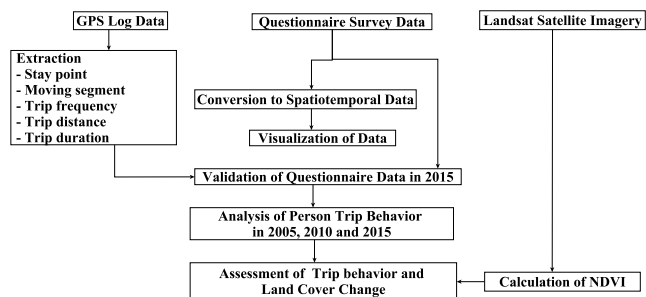 GPS Log Data
Questionnaire Survey Data
Landsat Satellite Imagery
Extraction
- Stay point
- Moving segment
- Trip frequency
- Trip distance
- Trip duration
Conversion to Spatiotemporal Data
Visualization of Data
Validation of Questionnaire Data in 2015
Analysis of Person Trip Behavior
in 2005, 2010 and 2015
Assessment of Trip behavior and
Land Cover Change
Calculation of NDVI